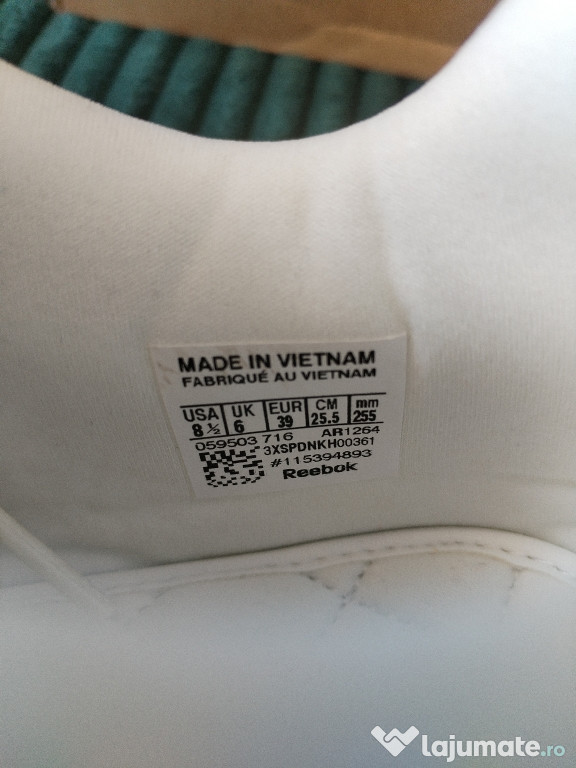 MADE IN VIETNAM
FABRIQUÉ AU VIETNAM
USA UK EUR CM mm
8 ½ 6 39 25.5 255
059503 716 AR1264
3XSPDNKH00361
#115394893
Reebok
lajumate.ro